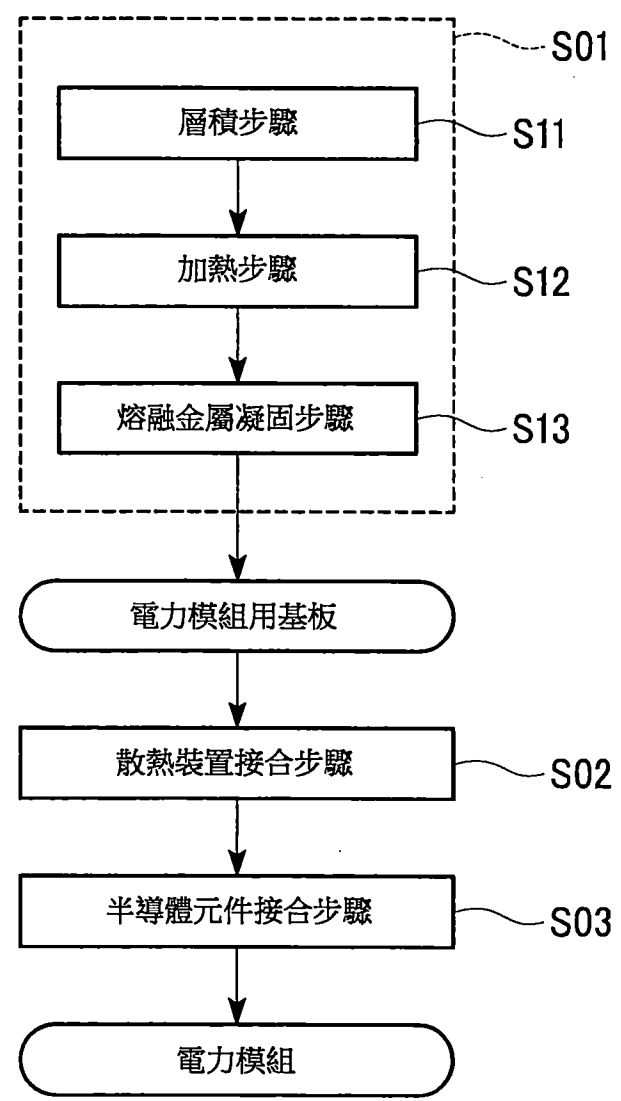 S01
層積步驟
S11
加熱步驟
S12
熔融金屬凝固步驟
S13
電力模組用基板
散熱裝置接合步驟
S02
半導體元件接合步驟
S03
電力模組